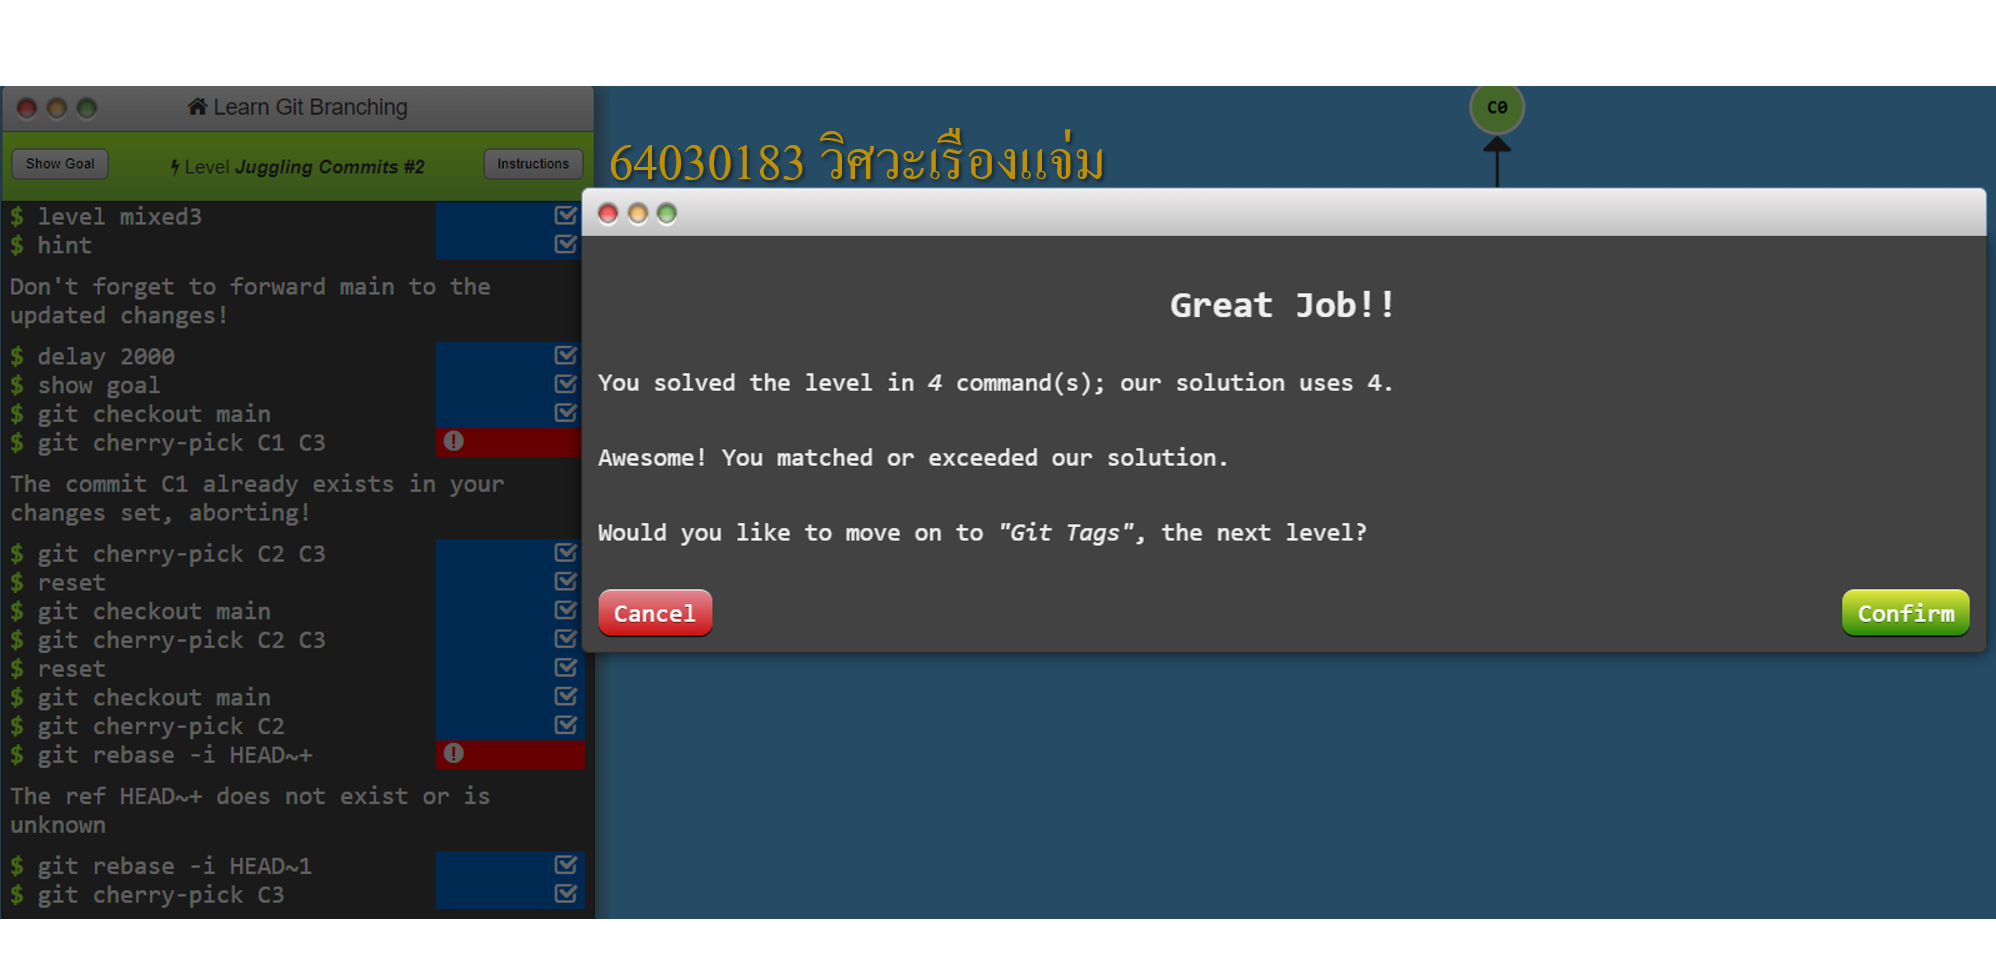 Learn Git Branching
Show Goal
Level Juggling Commits #2
Instructions
64030183 วิศวะเรืองแจ่ม
C0
$ level mixed3
$ hint
Don't forget to forward main to the
updated changes!
$ delay 2000
$ show goal
$ git checkout main
$ git cherry-pick C1 C3
The commit C1 already exists in your
changes set, aborting!
$ git cherry-pick C2 C3
$ reset
$ git checkout main
$ git cherry-pick C2 C3
$ reset
$ git checkout main
$ git cherry-pick C2
$ git rebase -i HEAD~+
The ref HEAD~+ does not exist or is
unknown
$ git rebase -i HEAD~1
$ git cherry-pick C3
Great Job!!
You solved the level in 4 command(s); our solution uses 4.
Awesome! You matched or exceeded our solution.
Would you like to move on to "Git Tags", the next level?
Cancel
Confirm